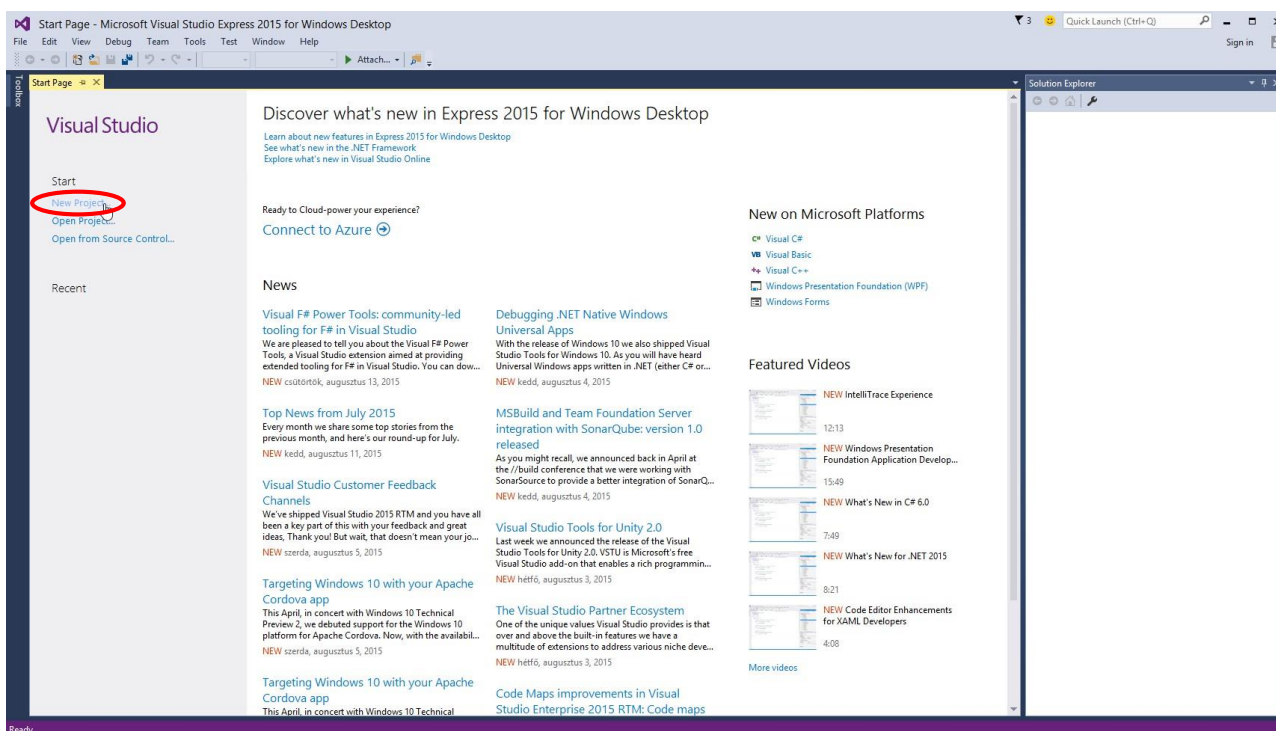 Start Page - Microsoft Visual Studio Express 2015 for Windows Desktop
3
Quick Launch (Ctrl+Q)
File Edit View Debug Team Tools Test Window Help
Sign in
Attach...
Toolbox
Start Page
Solution Explorer
Visual Studio
Start
New Project...
Open Project...
Open from Source Control...
Recent
Discover what's new in Express 2015 for Windows Desktop
Learn about new features in Express 2015 for Windows Desktop
See what's new in the .NET Framework
Explore what's new in Visual Studio Online
Ready to Cloud-power your experience?
Connect to Azure
News
Visual F# Power Tools: community-led
tooling for F# in Visual Studio
We are pleased to tell you about the Visual F# Power
Tools, a Visual Studio extension aimed at providing
extended tooling for F# in Visual Studio. You can dow...
NEW csütörtök, augusztus 13, 2015
Top News from July 2015
Every month we share some top stories from the
previous month, and here's our round-up for July.
NEW kedd, augusztus 11, 2015
Visual Studio Customer Feedback
Channels
We've shipped Visual Studio 2015 RTM and you have all
been a key part of this with your feedback and great
ideas, Thank you! But wait, that doesn't mean your jo...
NEW szerda, augusztus 5, 2015
Targeting Windows 10 with your Apache
Cordova app
This April, in concert with Windows 10 Technical
Preview 2, we debuted support for the Windows 10
platform for Apache Cordova. Now, with the availabil...
NEW szerda, augusztus 5, 2015
Targeting Windows 10 with your Apache
Cordova app
This April, in concert with Windows 10 Technical
Debugging .NET Native Windows
Universal Apps
With the release of Windows 10 we also shipped Visual
Studio Tools for Windows 10. As you will have heard
Universal Windows apps written in .NET (either C# or...
NEW kedd, augusztus 4, 2015
MSBuild and Team Foundation Server
integration with SonarQube: version 1.0
released
As you might recall, we announced back in April at
the //build conference that we were working with
SonarSource to provide a better integration of SonarQ...
NEW kedd, augusztus 4, 2015
Visual Studio Tools for Unity 2.0
Last week we announced the release of the Visual
Studio Tools for Unity 2.0. VSTU is Microsoft's free
Visual Studio add-on that enables a rich programmin...
NEW hétfő, augusztus 3, 2015
The Visual Studio Partner Ecosystem
One of the unique values Visual Studio provides is that
over and above the built-in features we have a
multitude of extensions to address various niche deve...
NEW hétfő, augusztus 3, 2015
Code Maps improvements in Visual
Studio Enterprise 2015 RTM: Code maps
New on Microsoft Platforms
C# Visual C#
VB Visual Basic
++ Visual C++
Windows Presentation Foundation (WPF)
Windows Forms
Featured Videos
NEW IntelliTrace Experience
12:13
NEW Windows Presentation
Foundation Application Develop...
15:49
NEW What's New in C# 6.0
7:49
NEW What's New for .NET 2015
8:21
NEW Code Editor Enhancements
for XAML Developers
4:08
More videos
Ready